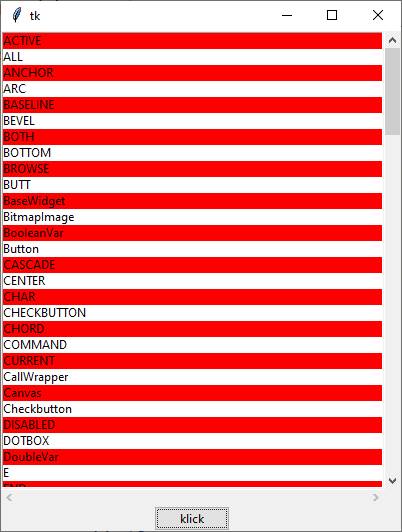 tk
ACTIVE
ALL
ANCHOR
ARC
BASELINE
BEVEL
BOTH
BOTTOM
BROWSE
BUTT
BaseWidget
BitmapImage
BooleanVar
Button
CASCADE
CENTER
CHAR
CHECKBUTTON
CHORD
COMMAND
CURRENT
CallWrapper
Canvas
Checkbutton
DISABLED
DOTBOX
DoubleVar
E
klick